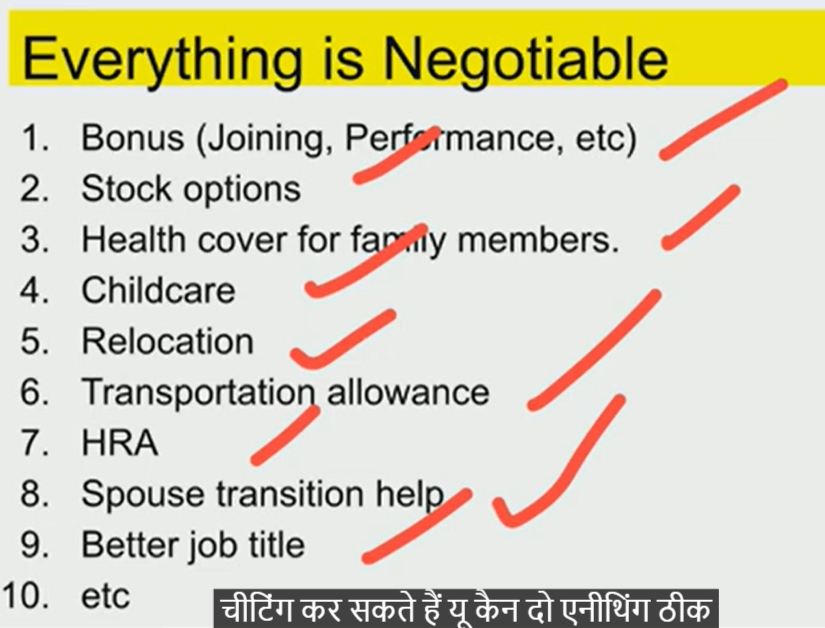 Everything is Negotiable
1. Bonus (Joining, Performance, etc)
2. Stock options
3. Health cover for family members.
4. Childcare
5. Relocation
6. Transportation allowance
7. HRA
8. Spouse transition help
9. Better job title
10. etc
चीटिंग कर सकते हैं यू कैन दो एनीथिंग ठीक